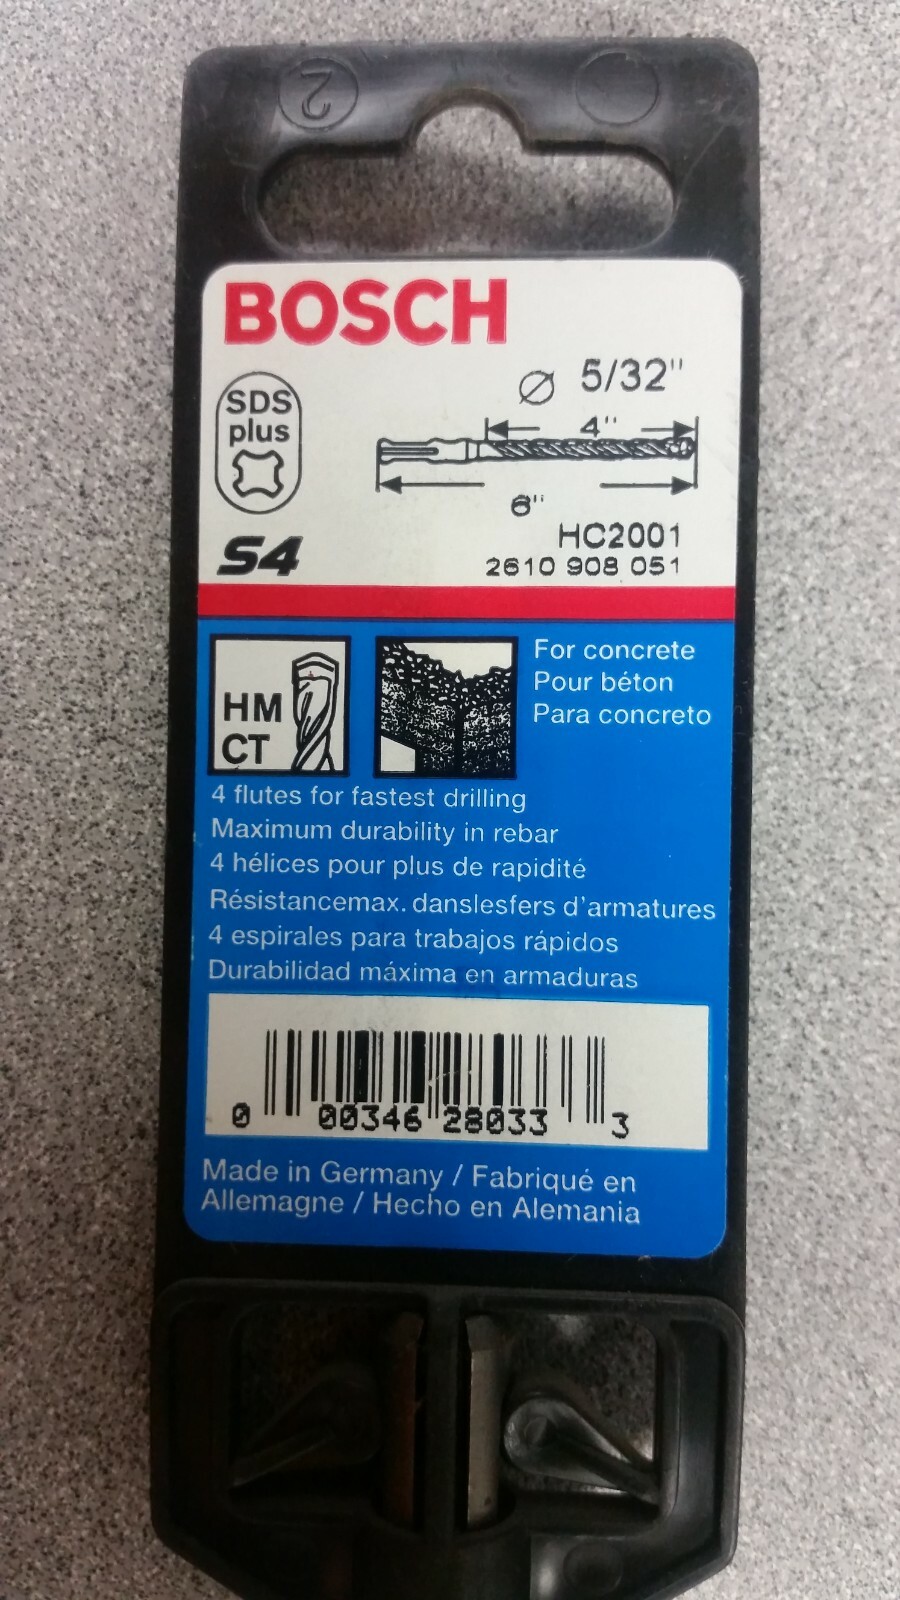 2
BOSCH
Ø 5/32"
SDS
plus
4"
6"
S4
HC2001
2610 908 051
HM
CT
For concrete
Pour béton
Para concreto
4 flutes for fastest drilling
Maximum durability in rebar
4 hélices pour plus de rapidité
Résistancemax. danslesfers d'armatures
4 espirales para trabajos rápidos
Durabilidad máxima en armaduras
0 00346 28033 3
Made in Germany / Fabriqué en
Allemagne / Hecho en Alemania